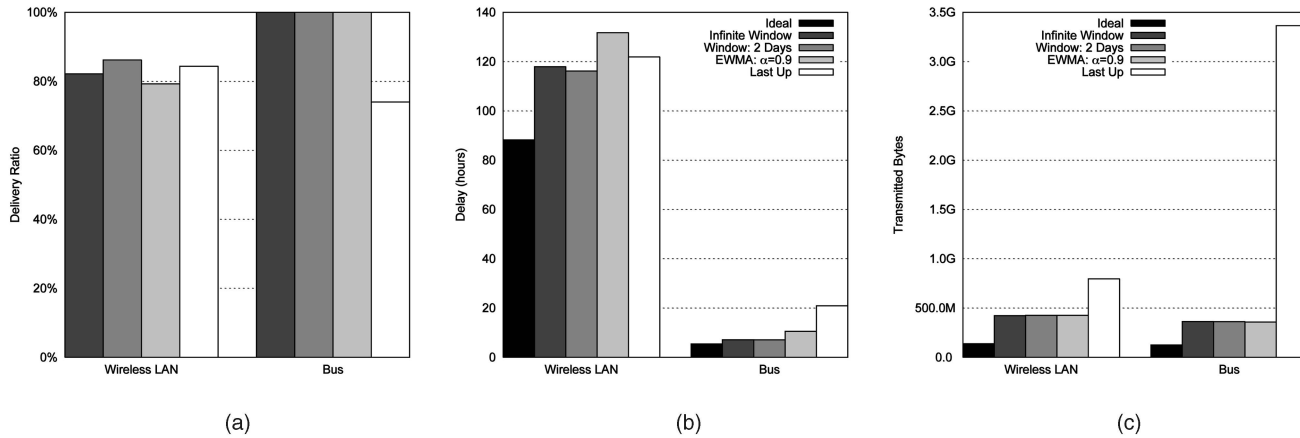 100%
80%
60%
40%
20%
0%
Delivery Ratio
Wireless LAN
Bus
(a)
140
120
100
80
60
40
20
0
Delay (hours)
Ideal
Infinite Window
Window: 2 Days
EWMA: α=0.9
Last Up
Wireless LAN
Bus
(b)
3.5G
3.0G
2.5G
2.0G
1.5G
1.0G
500.0M
0.0
Transmitted Bytes
Ideal
Infinite Window
Window: 2 Days
EWMA: α=0.9
Last Up
Wireless LAN
Bus
(c)